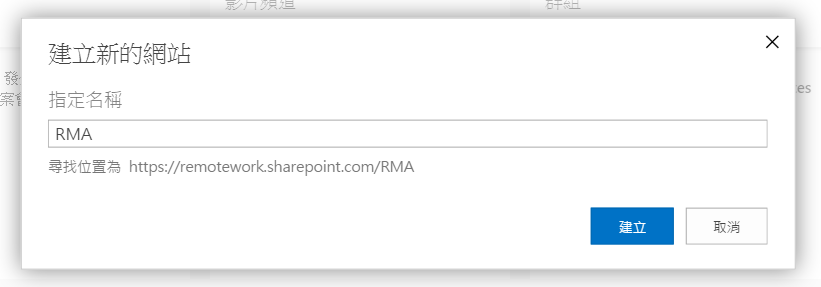 影片頻道
群組
建立新的網站
指定名稱
RMA
尋找位置為 https://remotework.sharepoint.com/RMA
建立
取消
發
案
es